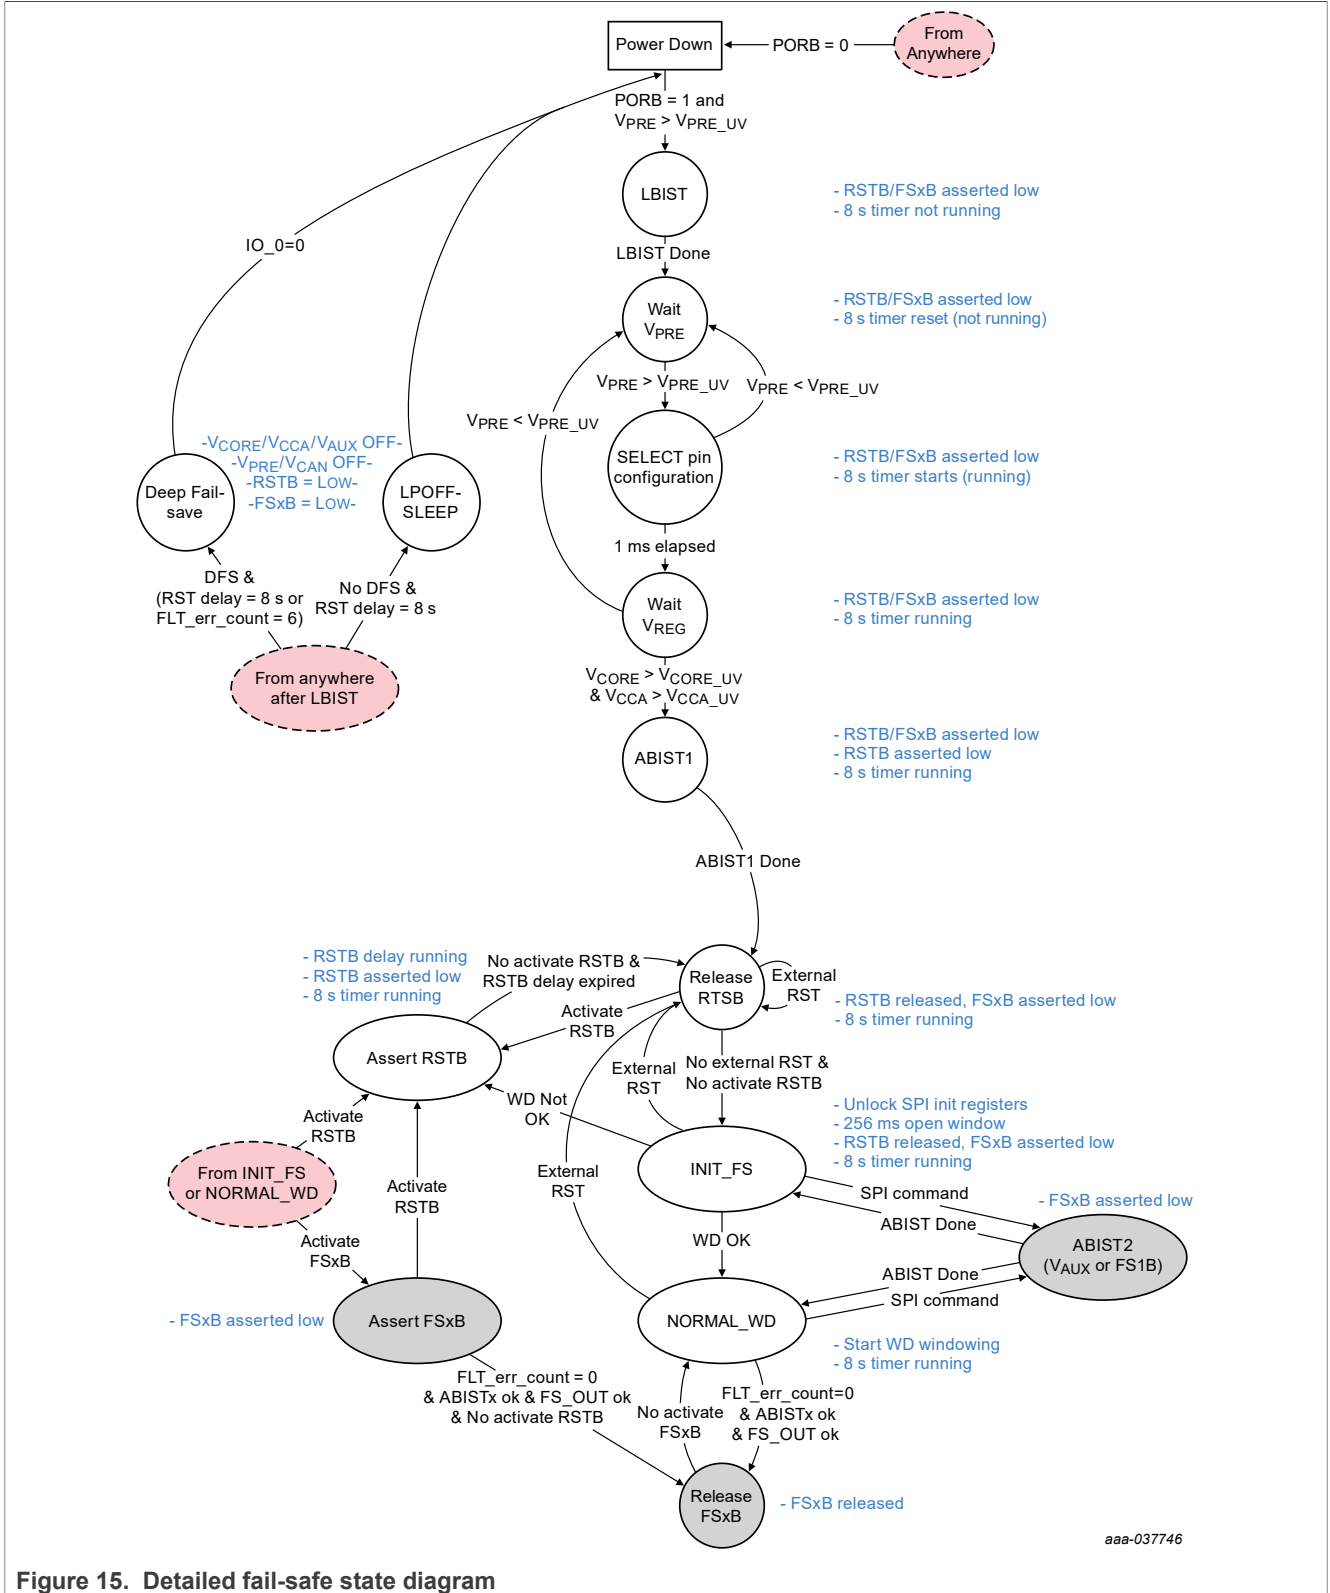 From
Anywhere
Power Down
PORB = 0
PORB = 1 and
VPRE > VPRE_UV
LBIST
- RSTB/FSxB asserted low
- 8 s timer not running
IO_0=0
LBIST Done
Wait
VPRE
- RSTB/FSxB asserted low
- 8 s timer reset (not running)
VPRE > VPRE_UV
VPRE < VPRE_UV
VPRE < VPRE_UV
-VCORE/VCCA/VAUX OFF-
-VPRE/VCAN OFF-
-RSTB = LOW-
-FSxB = LOW-
SELECT pin
configuration
- RSTB/FSxB asserted low
- 8 s timer starts (running)
Deep Fail-
save
LPOFF-
SLEEP
1 ms elapsed
DFS &
(RST delay = 8 s or
FLT_err_count = 6)
No DFS &
RST delay = 8 s
Wait
VREG
- RSTB/FSxB asserted low
- 8 s timer running
From anywhere
after LBIST
VCORE > VCORE_UV
& VCCA > VCCA_UV
ABIST1
- RSTB/FSxB asserted low
- RSTB asserted low
- 8 s timer running
ABIST1 Done
- RSTB delay running
- RSTB asserted low
- 8 s timer running
No activate RSTB &
RSTB delay expired
Release
RTSB
External
RST
- RSTB released, FSxB asserted low
- 8 s timer running
Activate
RSTB
Assert RSTB
External
RST
No external RST &
No activate RSTB
WD Not
OK
- Unlock SPI init registers
- 256 ms open window
- RSTB released, FSxB asserted low
- 8 s timer running
Activate
RSTB
From INIT_FS
or NORMAL_WD
Activate
RSTB
External
RST
INIT_FS
SPI command
- FSxB asserted low
ABIST Done
Activate
FSxB
WD OK
ABIST2
(VAUX or FS1B)
ABIST Done
SPI command
- FSxB asserted low
Assert FSxB
NORMAL_WD
- Start WD windowing
- 8 s timer running
FLT_err_count = 0
& ABISTx ok & FS_OUT ok
& No activate RSTB
No activate
FSxB
FLT_err_count=0
& ABISTx ok
& FS_OUT ok
Release
FSxB
- FSxB released
aaa-037746
Figure 15. Detailed fail-safe state diagram